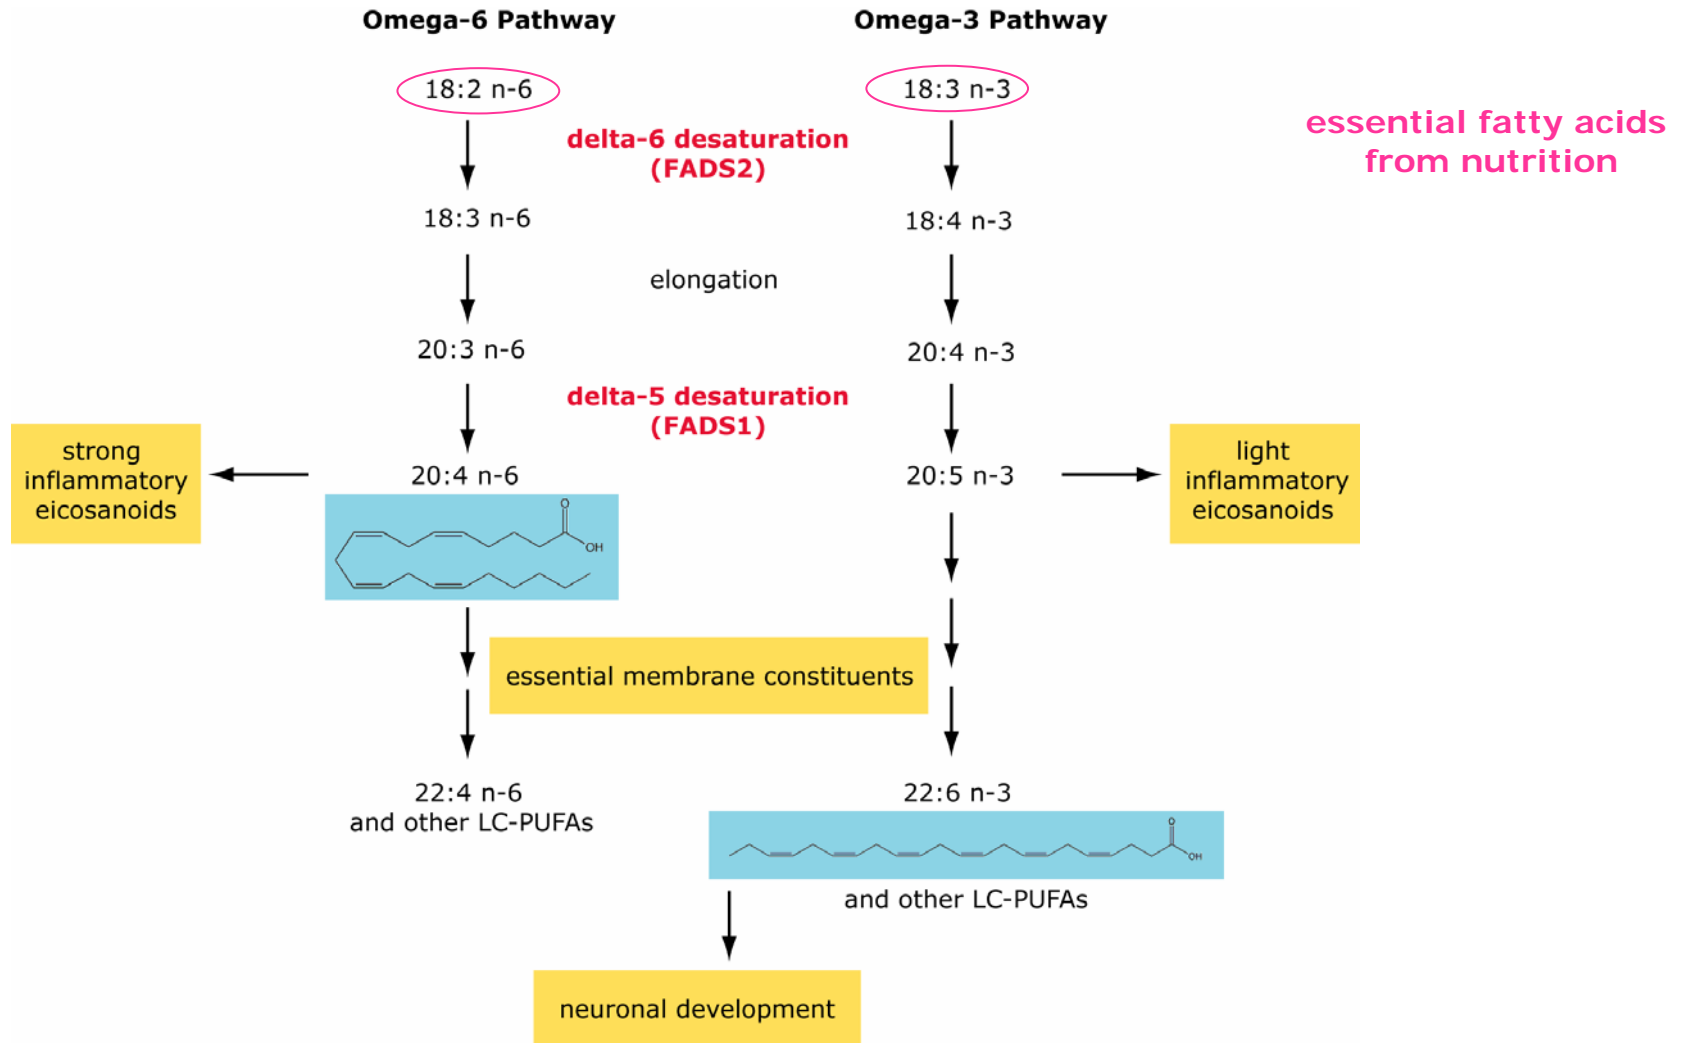 Omega-6 Pathway
Omega-3 Pathway
18:2 n-6
18:3 n-3
essential fatty acids
from nutrition
delta-6 desaturation
(FADS2)
18:3 n-6
18:4 n-3
elongation
20:3 n-6
20:4 n-3
delta-5 desaturation
(FADS1)
strong
inflammatory
eicosanoids
20:4 n-6
20:5 n-3
light
inflammatory
eicosanoids
O
OH
essential membrane constituents
22:4 n-6
and other LC-PUFAs
22:6 n-3
O
OH
and other LC-PUFAs
neuronal development